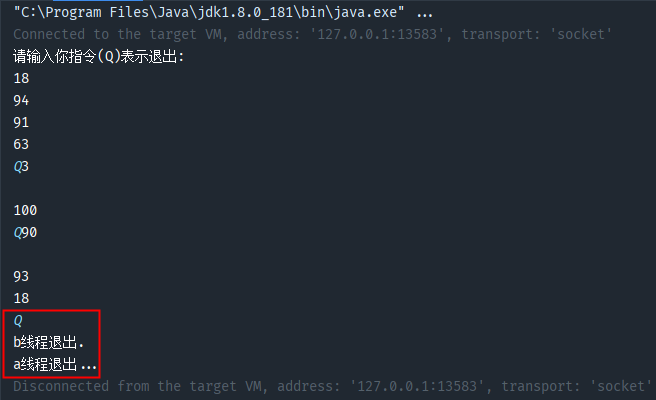 "C:\Program Files\Java\jdk1.8.0_181\bin\java.exe" ...
Connected to the target VM, address: '127.0.0.1:13583', transport: 'socket'
请输入你指令(Q)表示退出:
18
94
91
63
Q3
100
Q90
93
18
Q
b线程退出.
a线程退出...
Disconnected from the target VM, address: '127.0.0.1:13583', transport: 'socket'